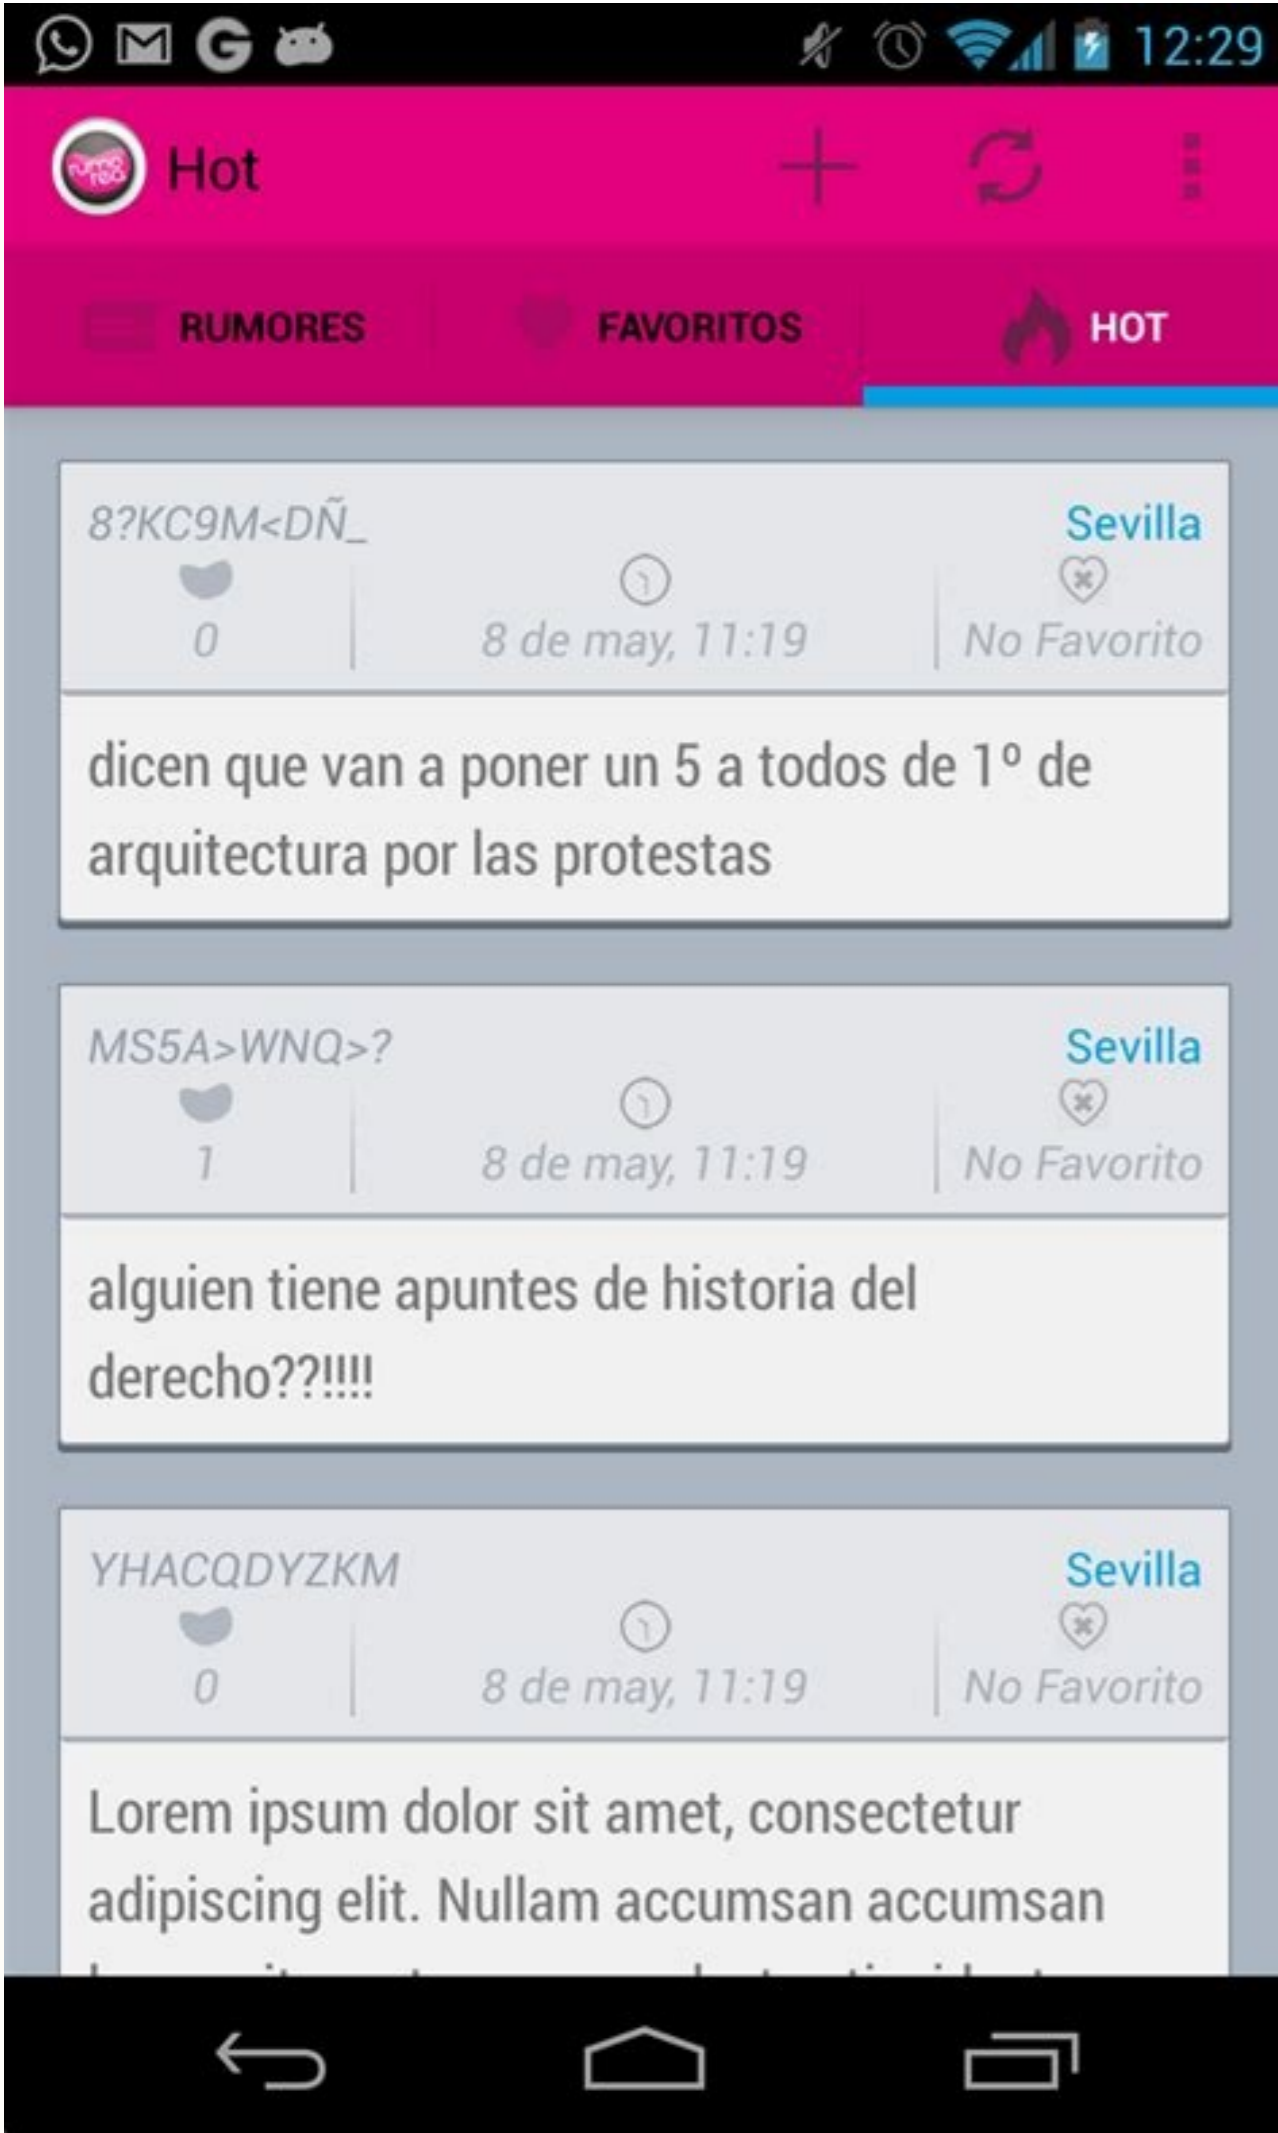 12:29
Hot
RUMORES
FAVORITOS
HOT
8?KC9M<DÑ_
Sevilla
0
8 de may, 11:19
No Favorito
dicen que van a poner un 5 a todos de 1º de
arquitectura por las protestas
MS5A>WNQ>?
Sevilla
1
8 de may, 11:19
No Favorito
alguien tiene apuntes de historia del
derecho??!!!!
YHACQDYZKM
Sevilla
0
8 de may, 11:19
No Favorito
Lorem ipsum dolor sit amet, consectetur
adipiscing elit. Nullam accumsan accumsan